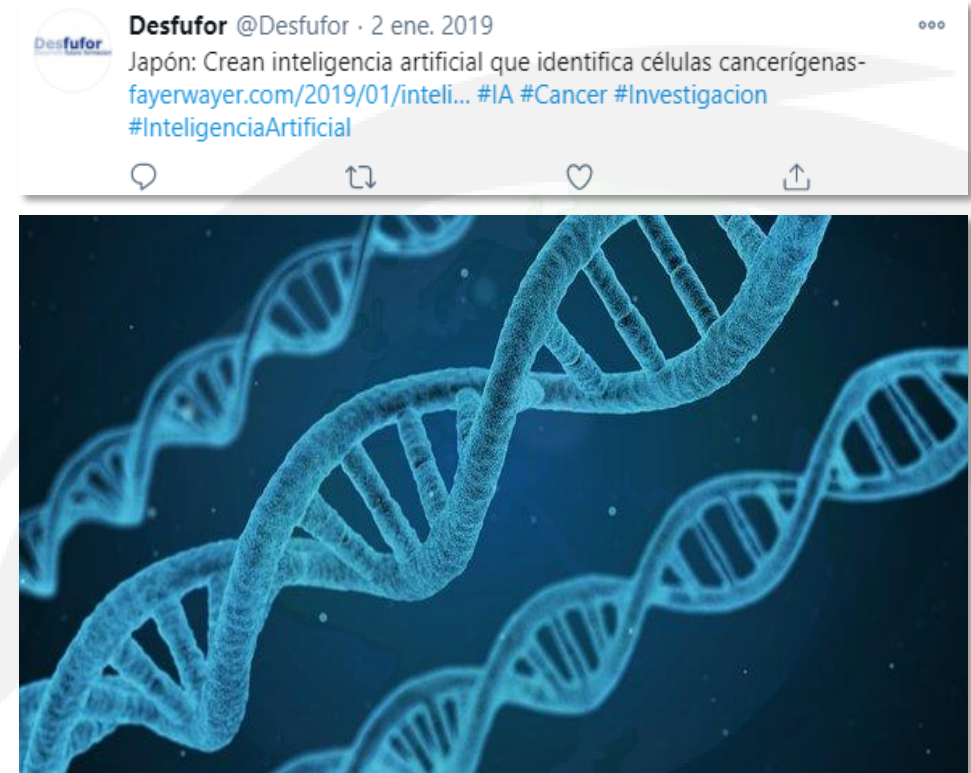 Desfufor
Desfufor @Desfufor · 2 ene. 2019
Japón: Crean inteligencia artificial que identifica células cancerígenas-
fayerwayer.com/2019/01/inteli... #IA #Cancer #Investigacion
#InteligenciaArtificial